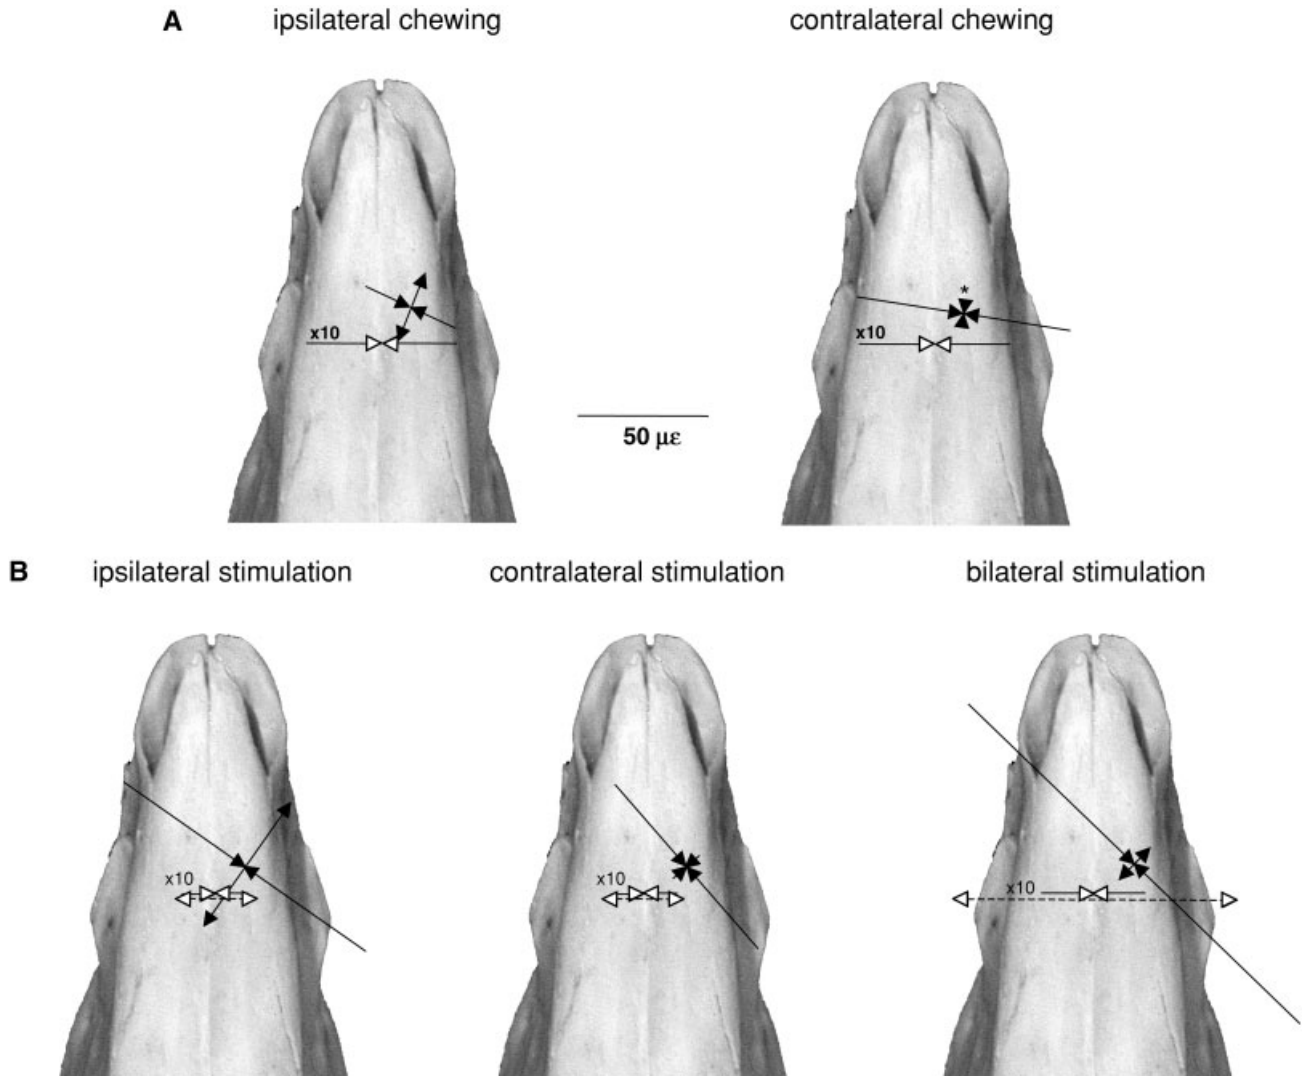 A
ipsilateral chewing
contralateral chewing
*
x10
x10
50 με
B
ipsilateral stimulation
contralateral stimulation
bilateral stimulation
x10
x10
x10